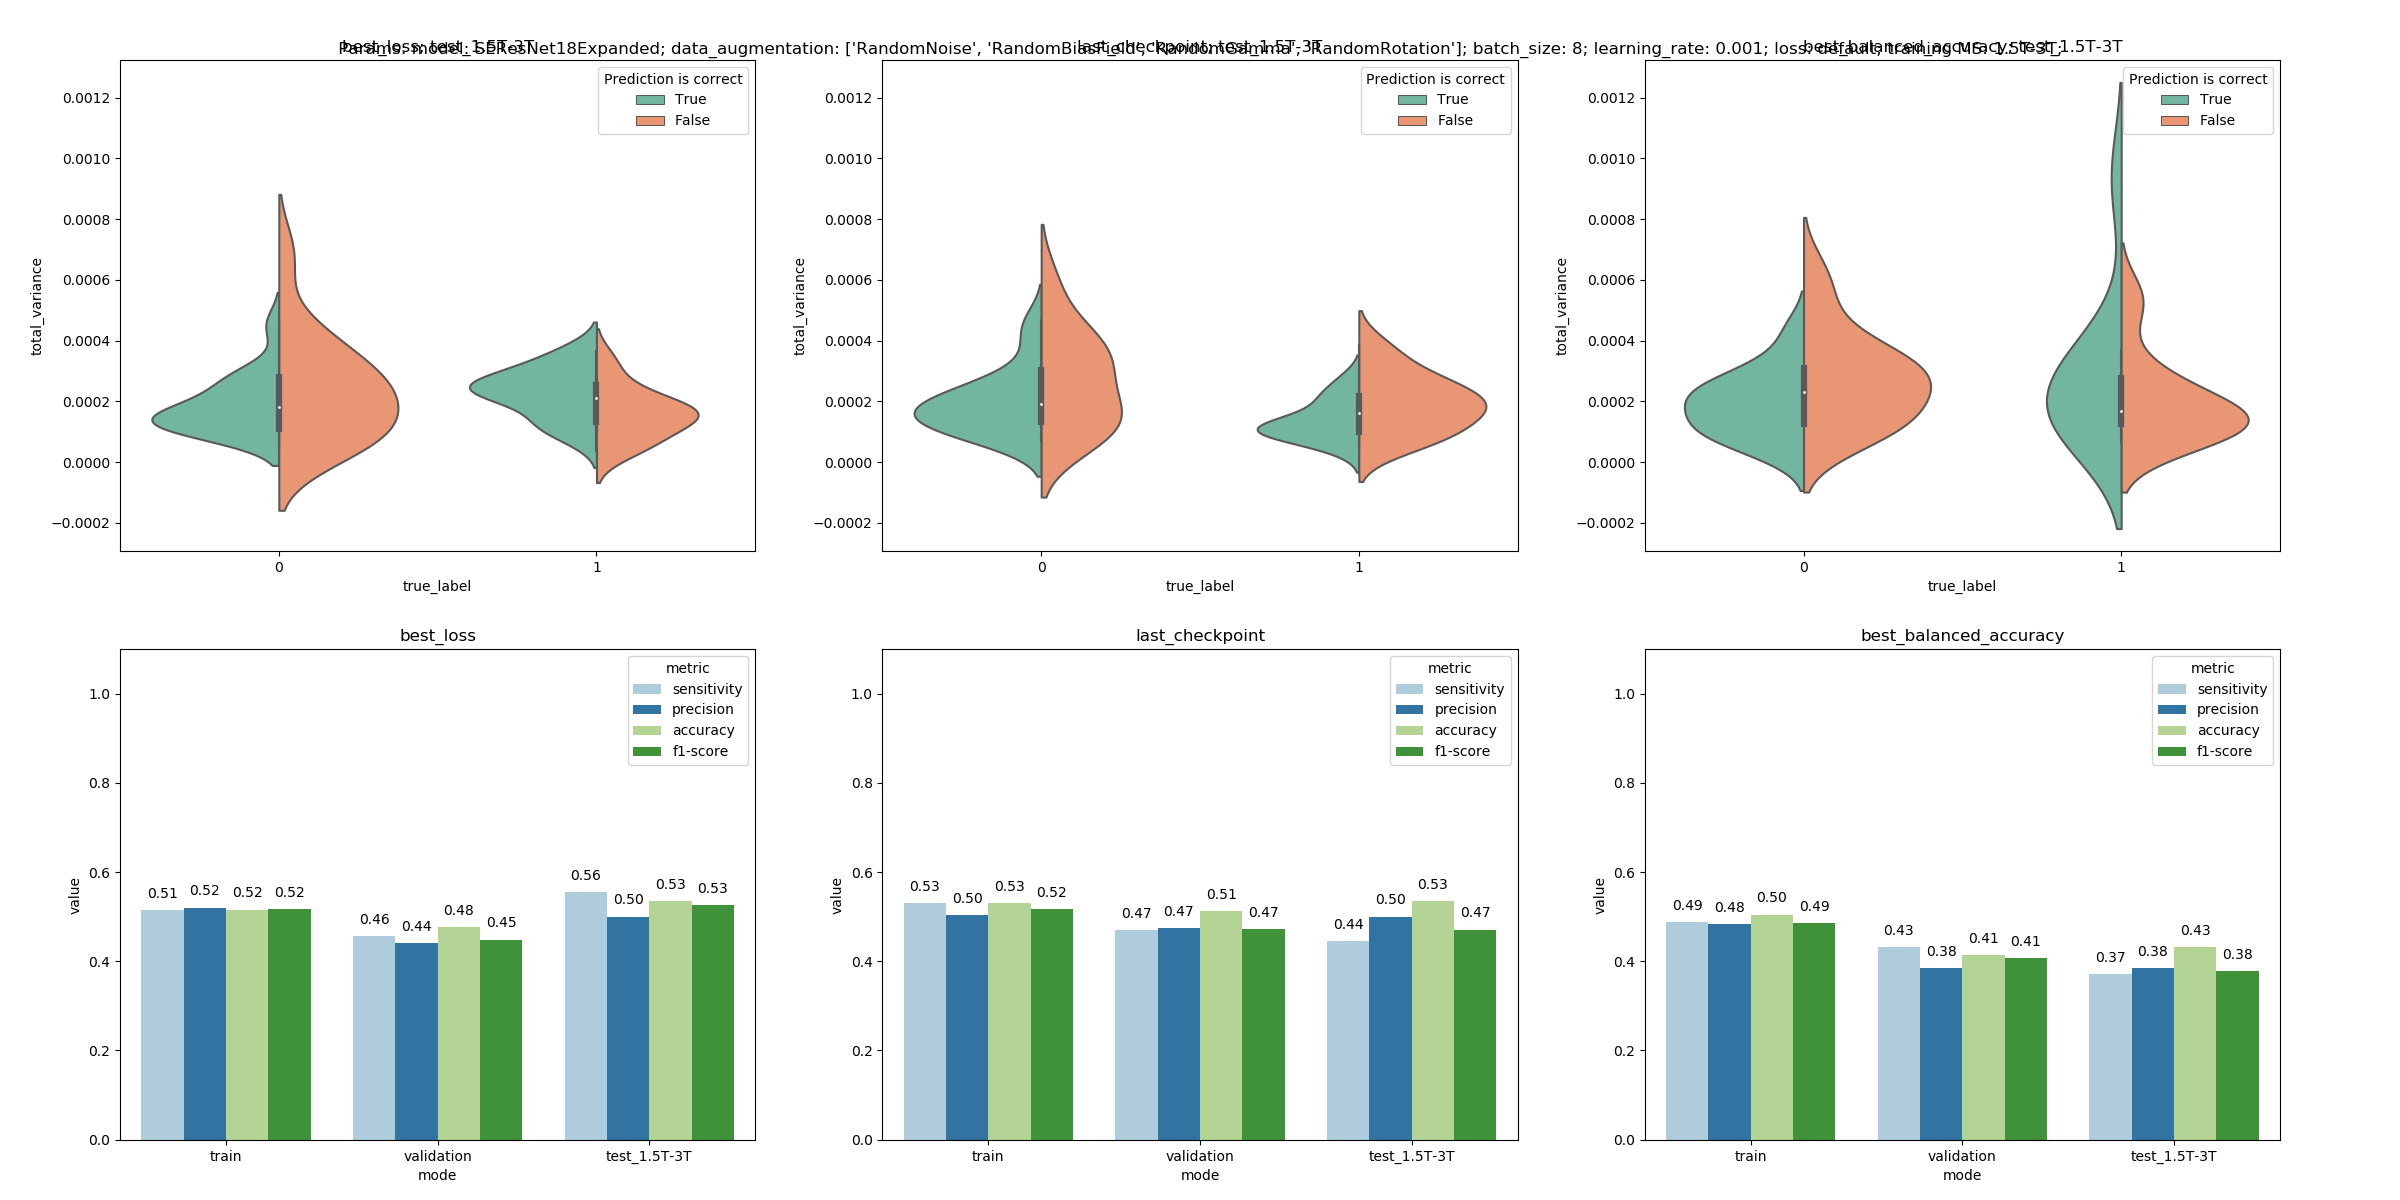 best_loss; test_1.5T-3T
last_checkpoint; test_1.5T-3T
best_balanced_accuracy; test_1.5T-3T
Params: model: SEResNet18Expanded; data_augmentation: ['RandomNoise', 'RandomBiasField', 'RandomGamma', 'RandomRotation']; batch_size: 8; learning_rate: 0.001; loss: default; training MS: 1.5T-3T;
total_variance
0.0012
0.0010
0.0008
0.0006
0.0004
0.0002
0.0000
−0.0002
Prediction is correct
True
False
0 1
true_label
total_variance
0.0012
0.0010
0.0008
0.0006
0.0004
0.0002
0.0000
−0.0002
Prediction is correct
True
False
0 1
true_label
total_variance
0.0012
0.0010
0.0008
0.0006
0.0004
0.0002
0.0000
−0.0002
Prediction is correct
True
False
0 1
true_label
best_loss
value
1.0
0.8
0.6
0.4
0.2
0.0
metric
sensitivity
precision
accuracy
f1-score
0.51 0.52 0.52 0.52
0.46 0.44 0.48 0.45
0.56 0.50 0.53 0.53
train validation test_1.5T-3T
mode
last_checkpoint
value
1.0
0.8
0.6
0.4
0.2
0.0
metric
sensitivity
precision
accuracy
f1-score
0.53 0.50 0.53 0.52
0.47 0.47 0.51 0.47
0.44 0.50 0.53 0.47
train validation test_1.5T-3T
mode
best_balanced_accuracy
value
1.0
0.8
0.6
0.4
0.2
0.0
metric
sensitivity
precision
accuracy
f1-score
0.49 0.48 0.50 0.49
0.43 0.38 0.41 0.41
0.37 0.38 0.43 0.38
train validation test_1.5T-3T
mode